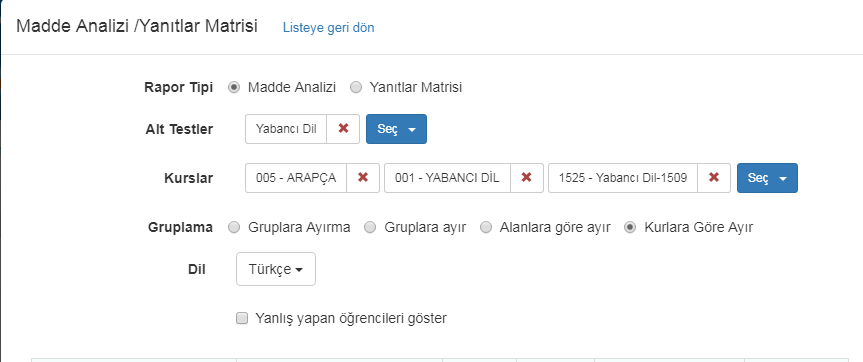 Madde Analizi /Yanıtlar Matrisi Listeye geri dön
Rapor Tipi Madde Analizi Yanıtlar Matrisi
Alt Testler Yabancı Dil ✖ Seç
Kurslar 005 - ARAPÇA ✖ 001 - YABANCI DİL ✖ 1525 - Yabancı Dil-1509 ✖ Seç
Gruplama Gruplara Ayırma Gruplara ayır Alanlara göre ayır Kurlara Göre Ayır
Dil Türkçe
Yanlış yapan öğrencileri göster